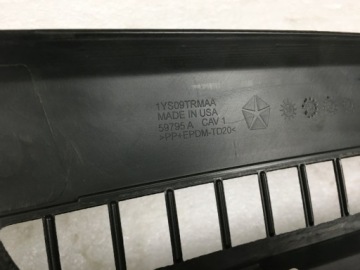 1YS09TRMAA
MADE IN USA
59795 A CAV 1
>PP+EPDM-TD20<